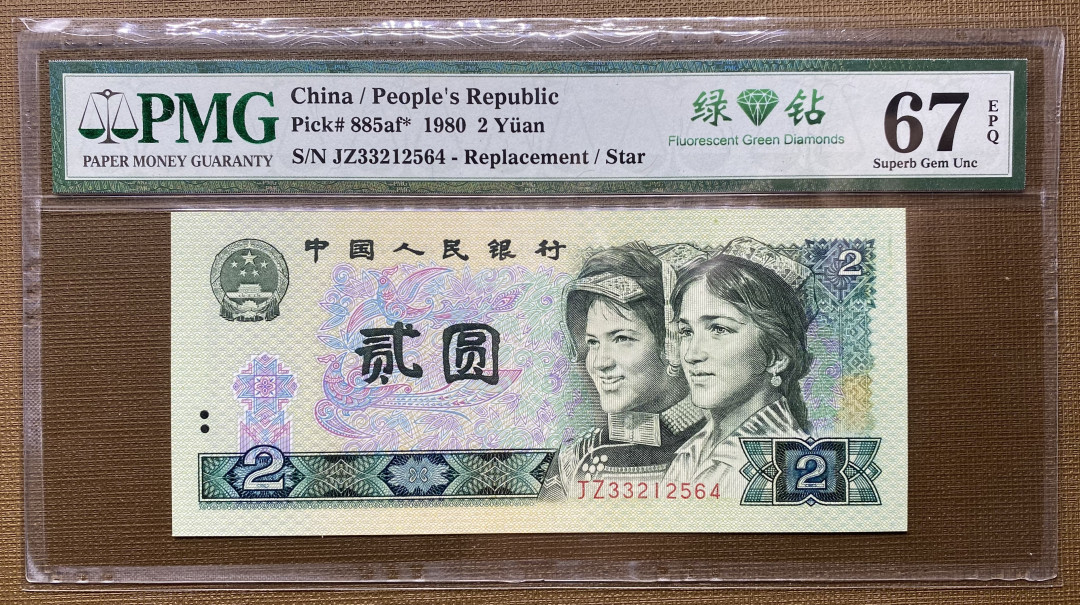 PMG
PAPER MONEY GUARANTY
China / People's Republic
Pick# 885af* 1980 2 Yüan
S/N JZ33212564 - Replacement / Star
绿钻
Fluorescent Green Diamonds
67
EPQ
Superb Gem Unc
中国人民银行
2
贰圆
2
2
JZ33212564